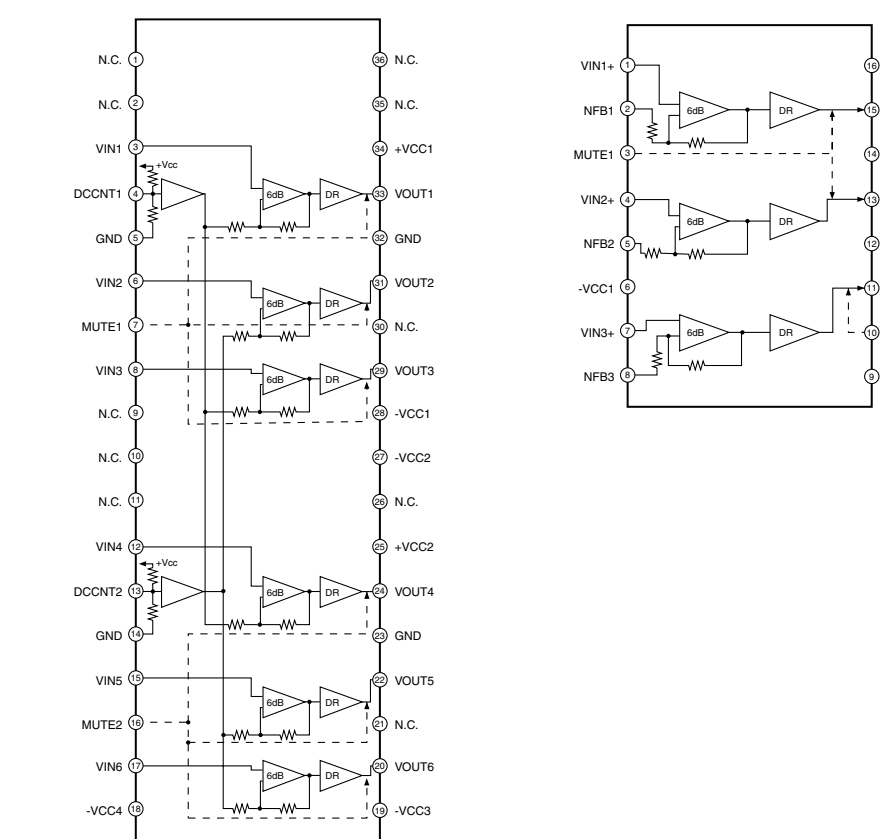 N.C. 1 36 N.C.
N.C. 2 35 N.C.
VIN1 3 34 +VCC1
+Vcc
DCCNT1 4 6dB DR 33 VOUT1
GND 5 32 GND
VIN2 6 31 VOUT2
6dB DR
MUTE1 7 30 N.C.
VIN3 8 29 VOUT3
6dB DR
N.C. 9 28 -VCC1
N.C. 10 27 -VCC2
N.C. 11 26 N.C.
VIN4 12 25 +VCC2
+Vcc
DCCNT2 13 6dB DR 24 VOUT4
GND 14 23 GND
VIN5 15 22 VOUT5
6dB DR
MUTE2 16 21 N.C.
VIN6 17 20 VOUT6
6dB DR
-VCC4 18 19 -VCC3
VIN1+ 1 16
NFB1 2 6dB DR 15
MUTE1 3 14
VIN2+ 4 13
6dB DR
NFB2 5 12
-VCC1 6 11
VIN3+ 7 6dB DR 10
NFB3 8 9